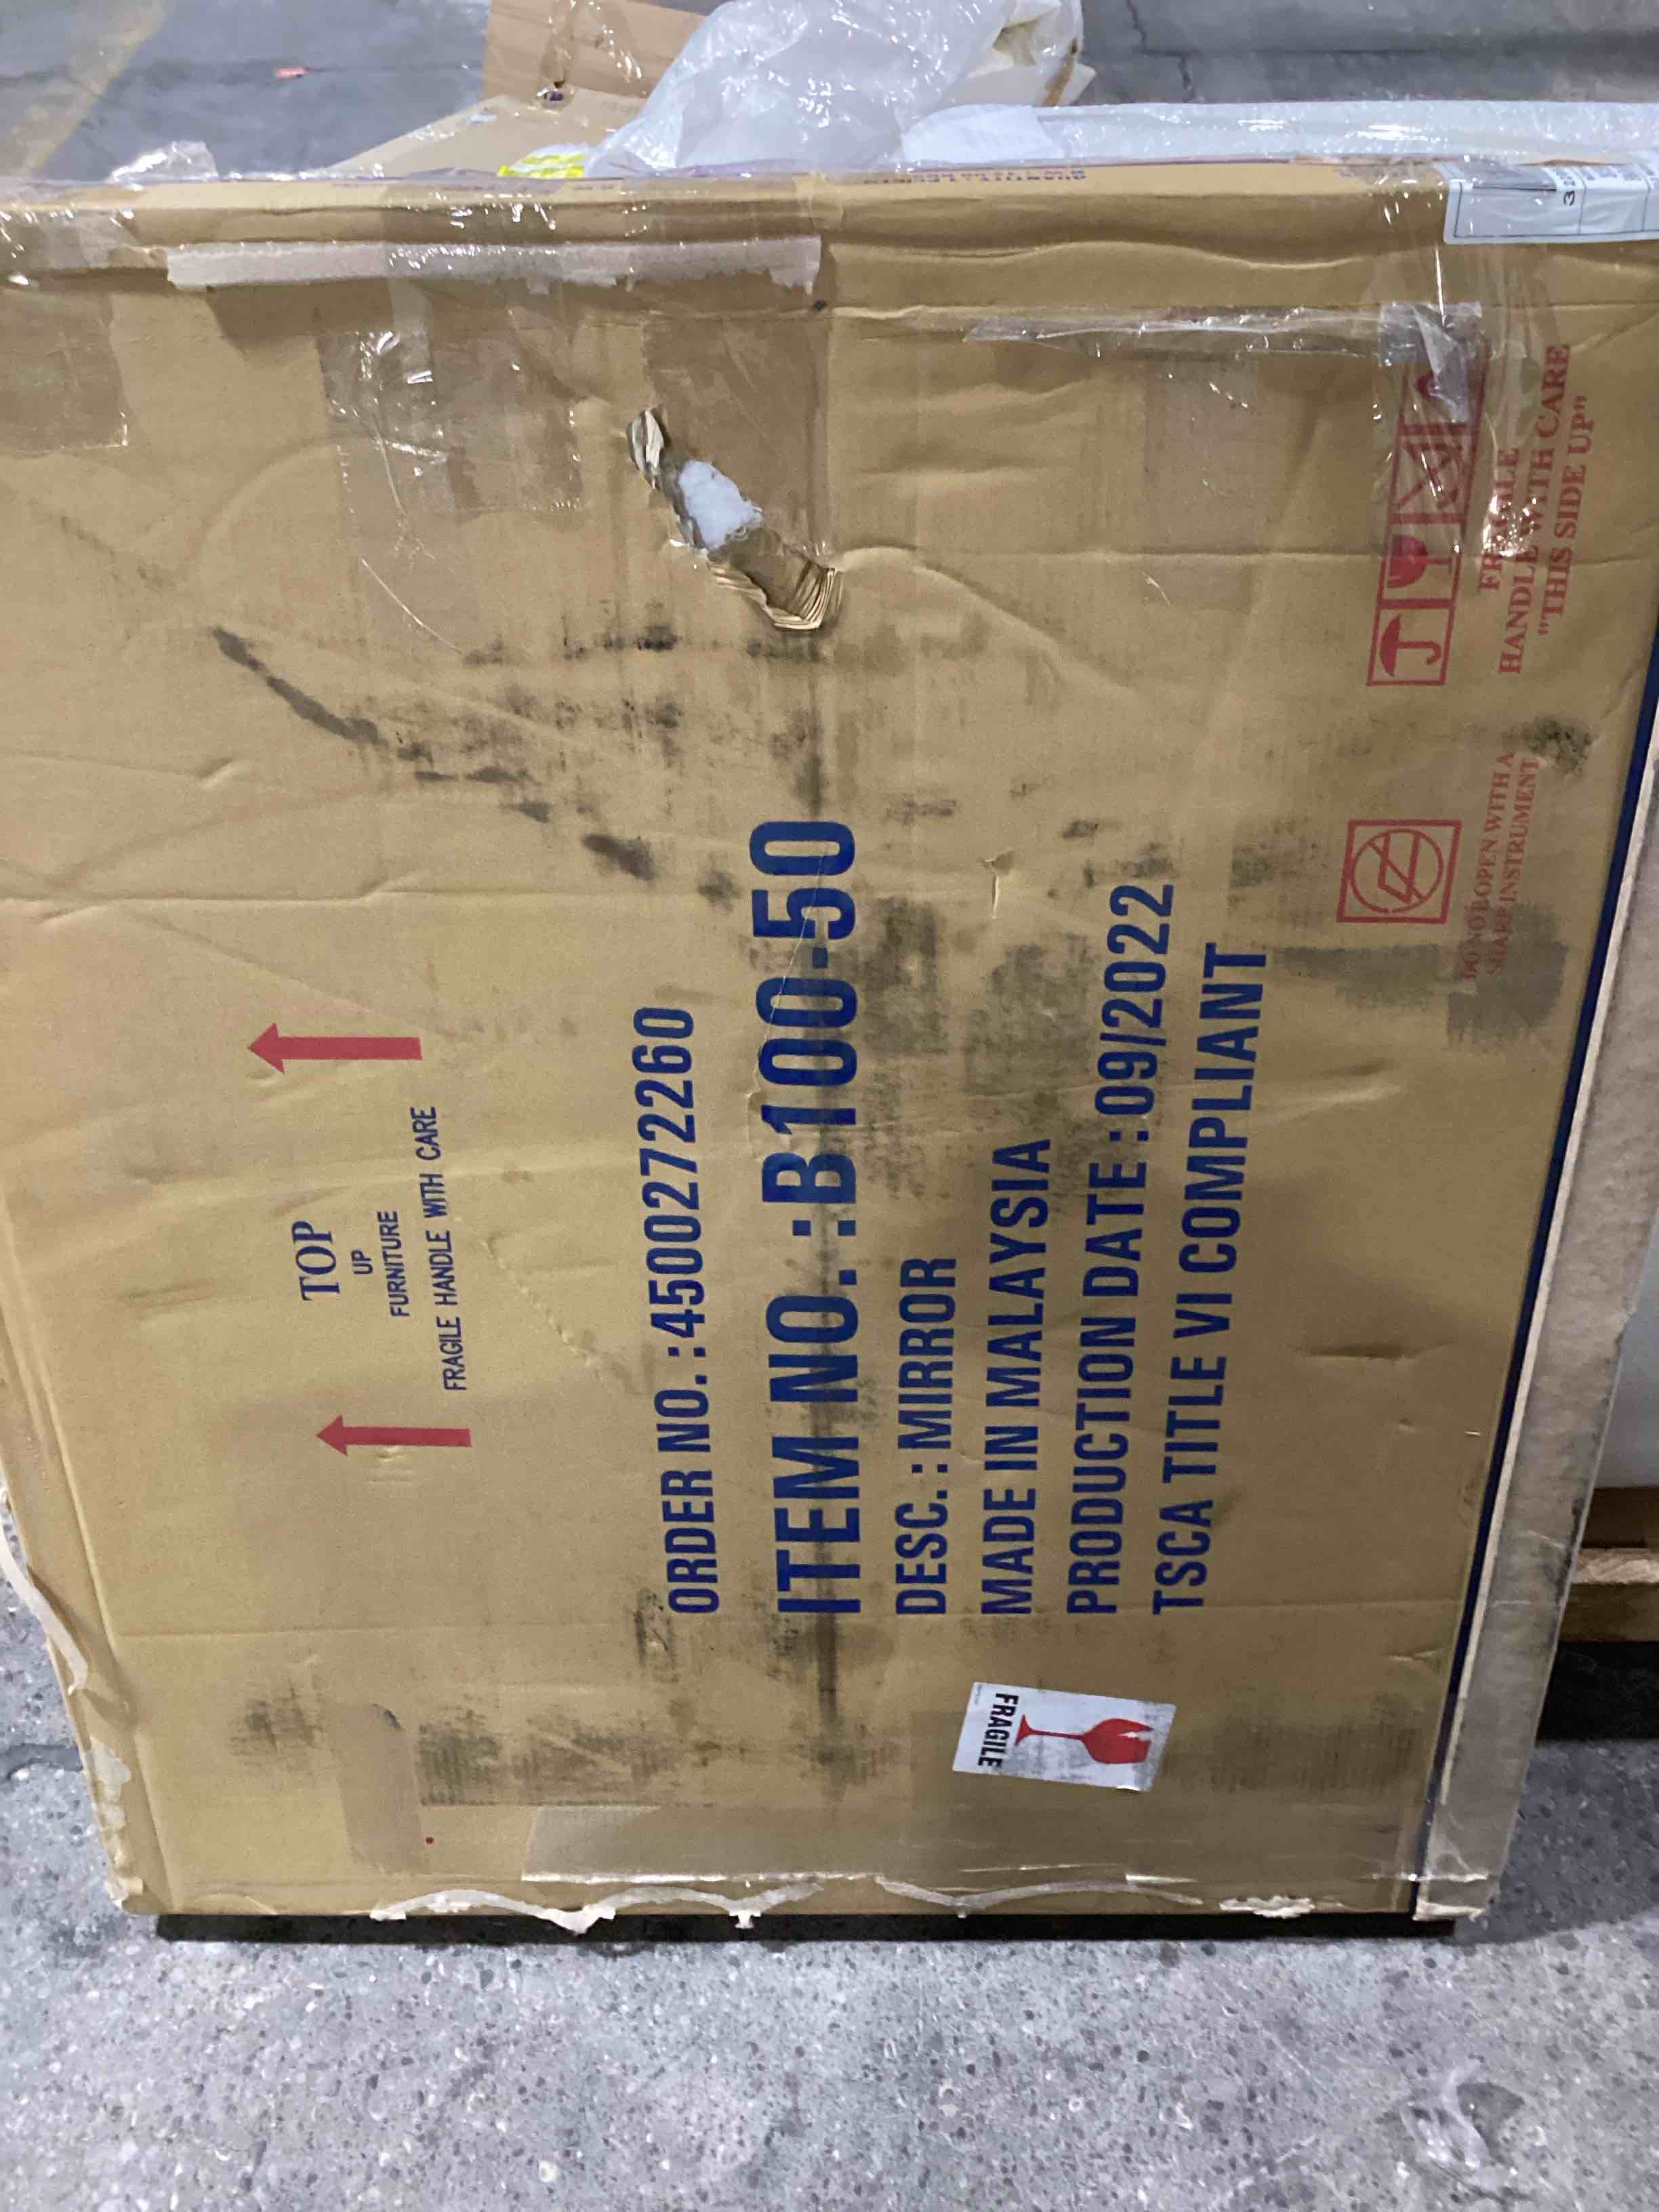 TOP
UP
FURNITURE
FRAGILE HANDLE WITH CARE
ORDER NO. : 4500272260
ITEM NO. : B100-50
DESC. : MIRROR
MADE IN MALAYSIA
PRODUCTION DATE : 09/2022
TSCA TITLE VI COMPLIANT
FRAGILE
DO NOT OPEN WITH A
SHARP INSTRUMENT
FRAGILE
HANDLE WITH CARE
"THIS SIDE UP"